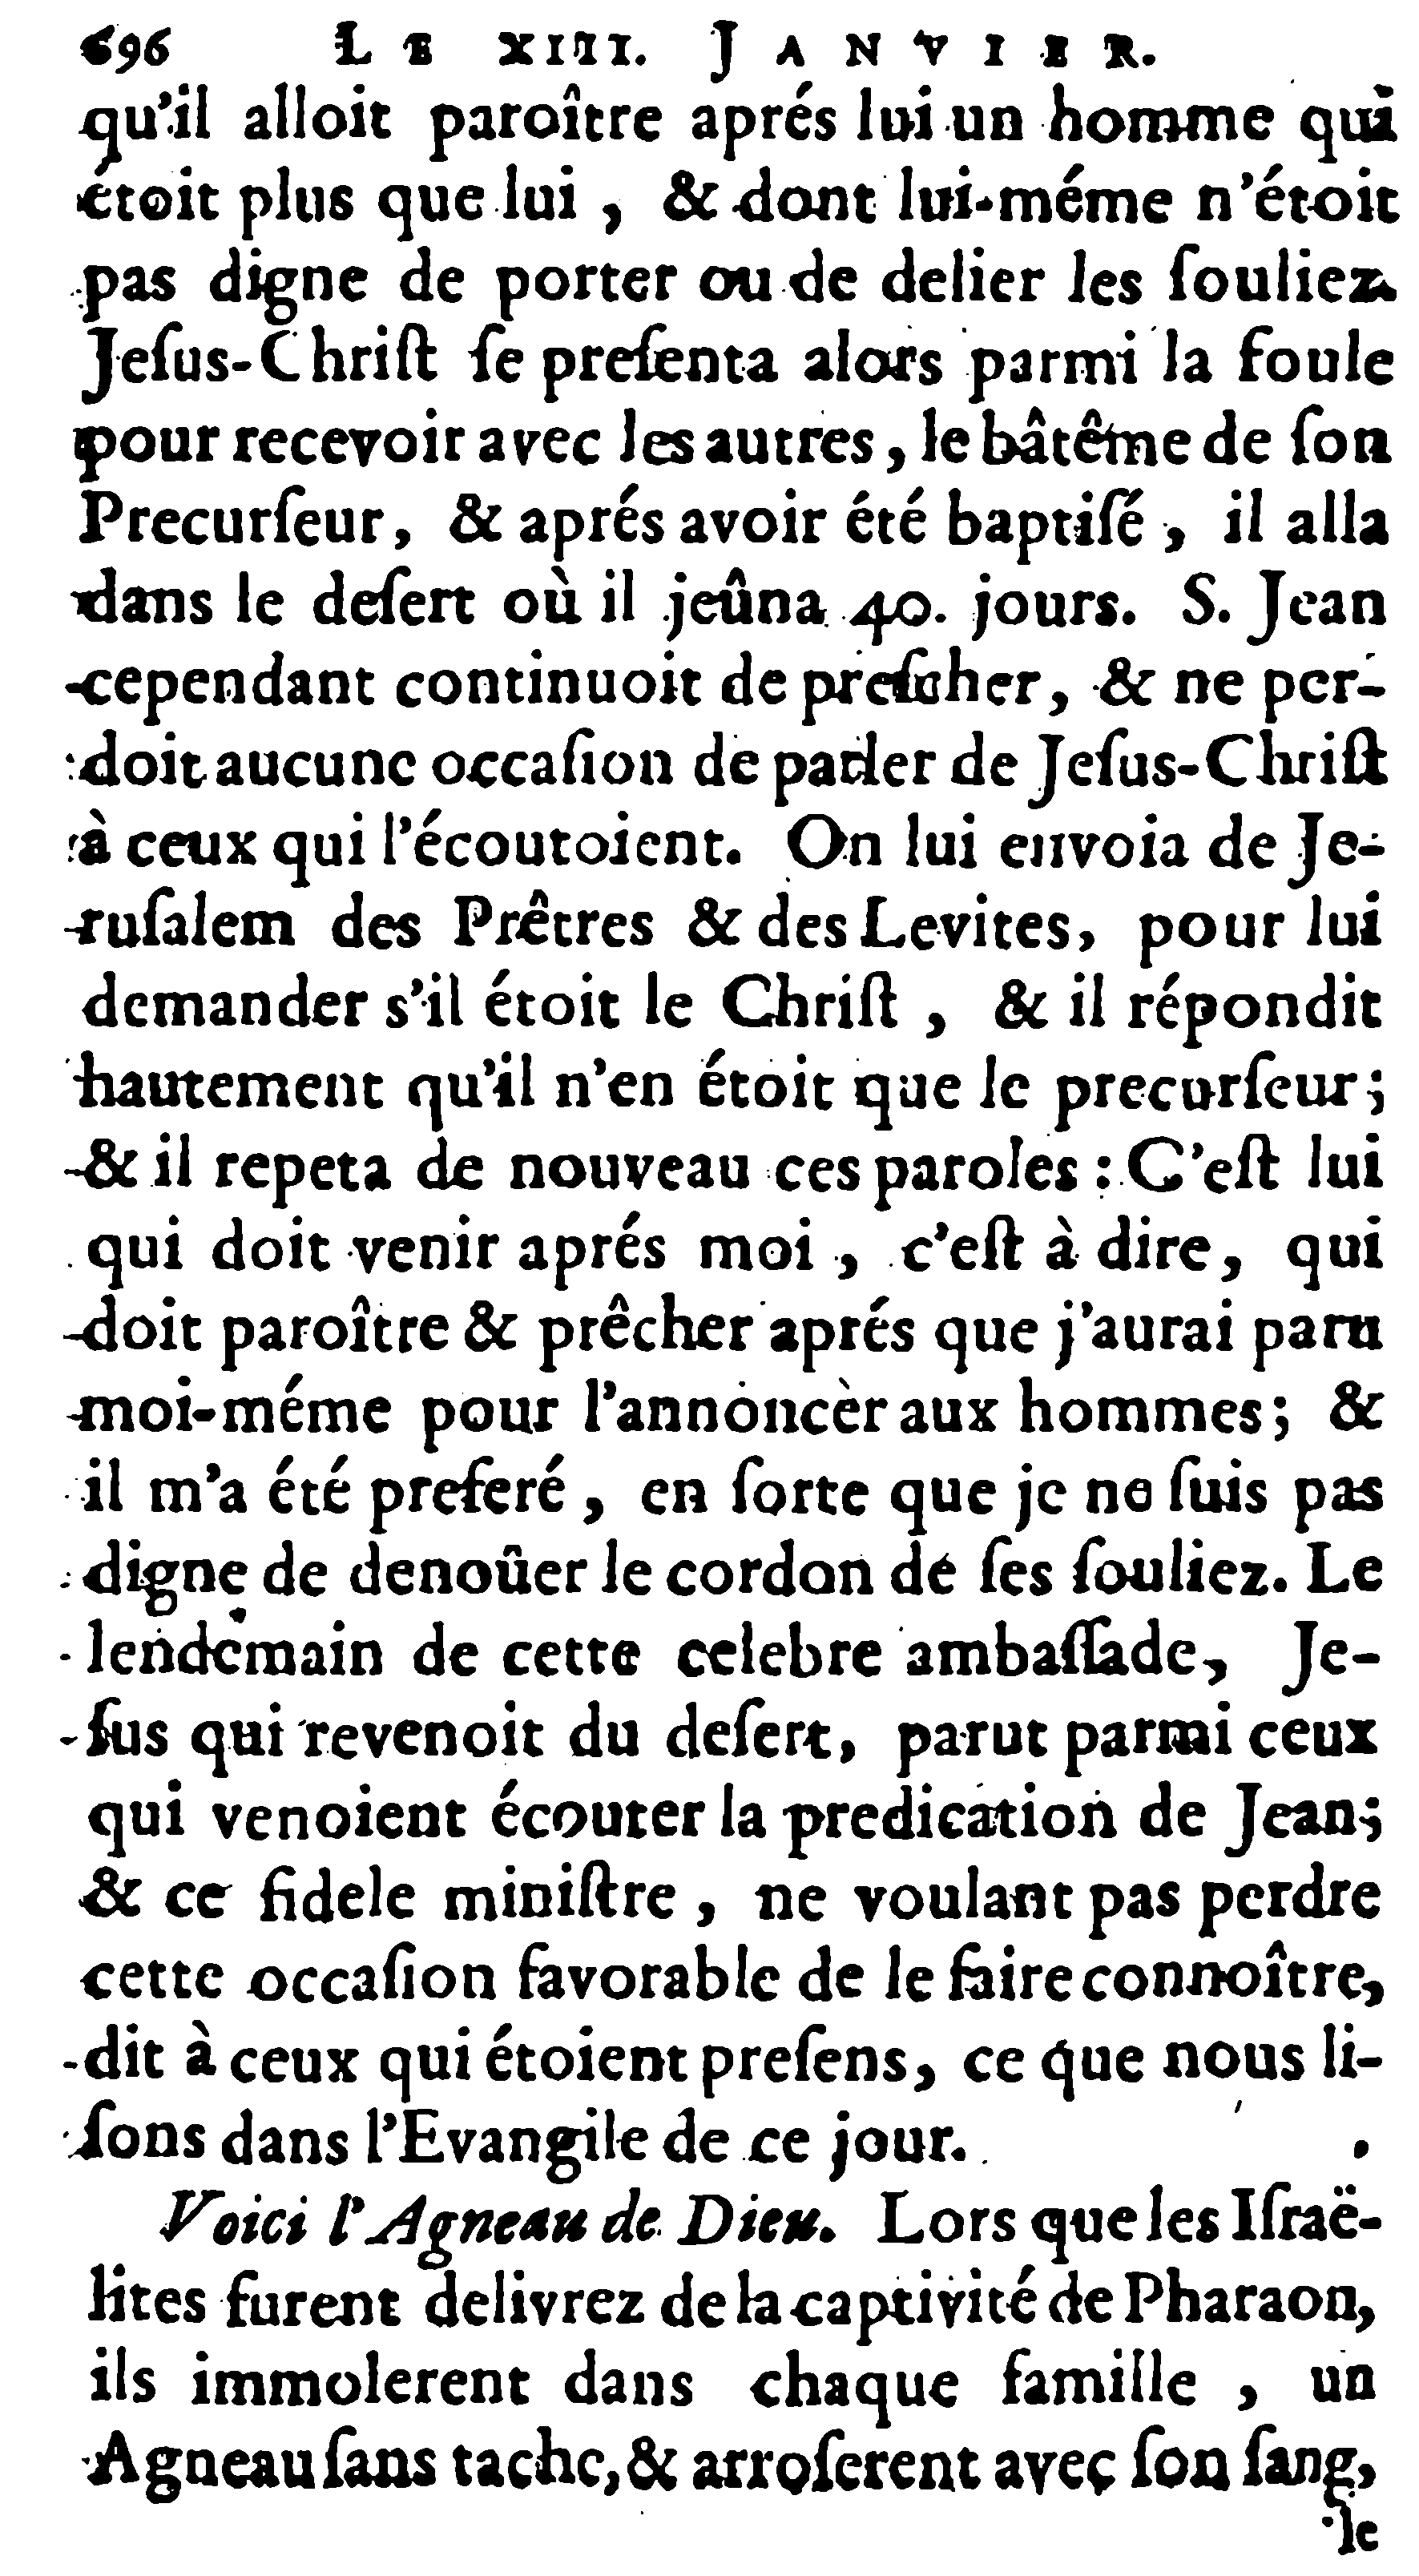 696 LE XIII. JANVIER.
qu'il alloit paroître aprés lui un homme qui
étoit plus que lui, & dont lui-méme n'étoit
pas digne de porter ou de delier les ſouliez.
Jeſus-Chriſt ſe preſenta alors parmi la foule
pour recevoir avec les autres, le bâtême de ſon
Precurſeur, & aprés avoir été baptiſé, il alla
dans le deſert où il jeûna 40. jours. S. Jean
cependant continuoit de preſcher, & ne per-
doit aucune occaſion de parler de Jeſus-Chriſt
à ceux qui l'écoutoient. On lui envoia de Je-
ruſalem des Prêtres & des Levites, pour lui
demander s'il étoit le Chriſt, & il répondit
hautement qu'il n'en étoit que le precurſeur;
& il repeta de nouveau ces paroles : C'eſt lui
qui doit venir aprés moi, c'eſt à dire, qui
doit paroître & prêcher aprés que j'aurai paru
moi-méme pour l'annoncer aux hommes; &
il m'a été preferé, en ſorte que je ne ſuis pas
digne de denoûer le cordon de ſes ſouliez. Le
lendemain de cette celebre ambaſſade, Je-
ſus qui revenoit du deſert, parut parmi ceux
qui venoient écouter la predication de Jean;
& ce fidele miniſtre, ne voulant pas perdre
cette occaſion favorable de le faire connoître,
dit à ceux qui étoient preſens, ce que nous li-
ſons dans l'Evangile de ce jour.
Voici l'Agneau de Dieu. Lors que les Iſraë-
lites furent delivrez de la captivité de Pharaon,
ils immolerent dans chaque famille, un
Agneau ſans tache, & arroſerent avec ſon ſang,
le